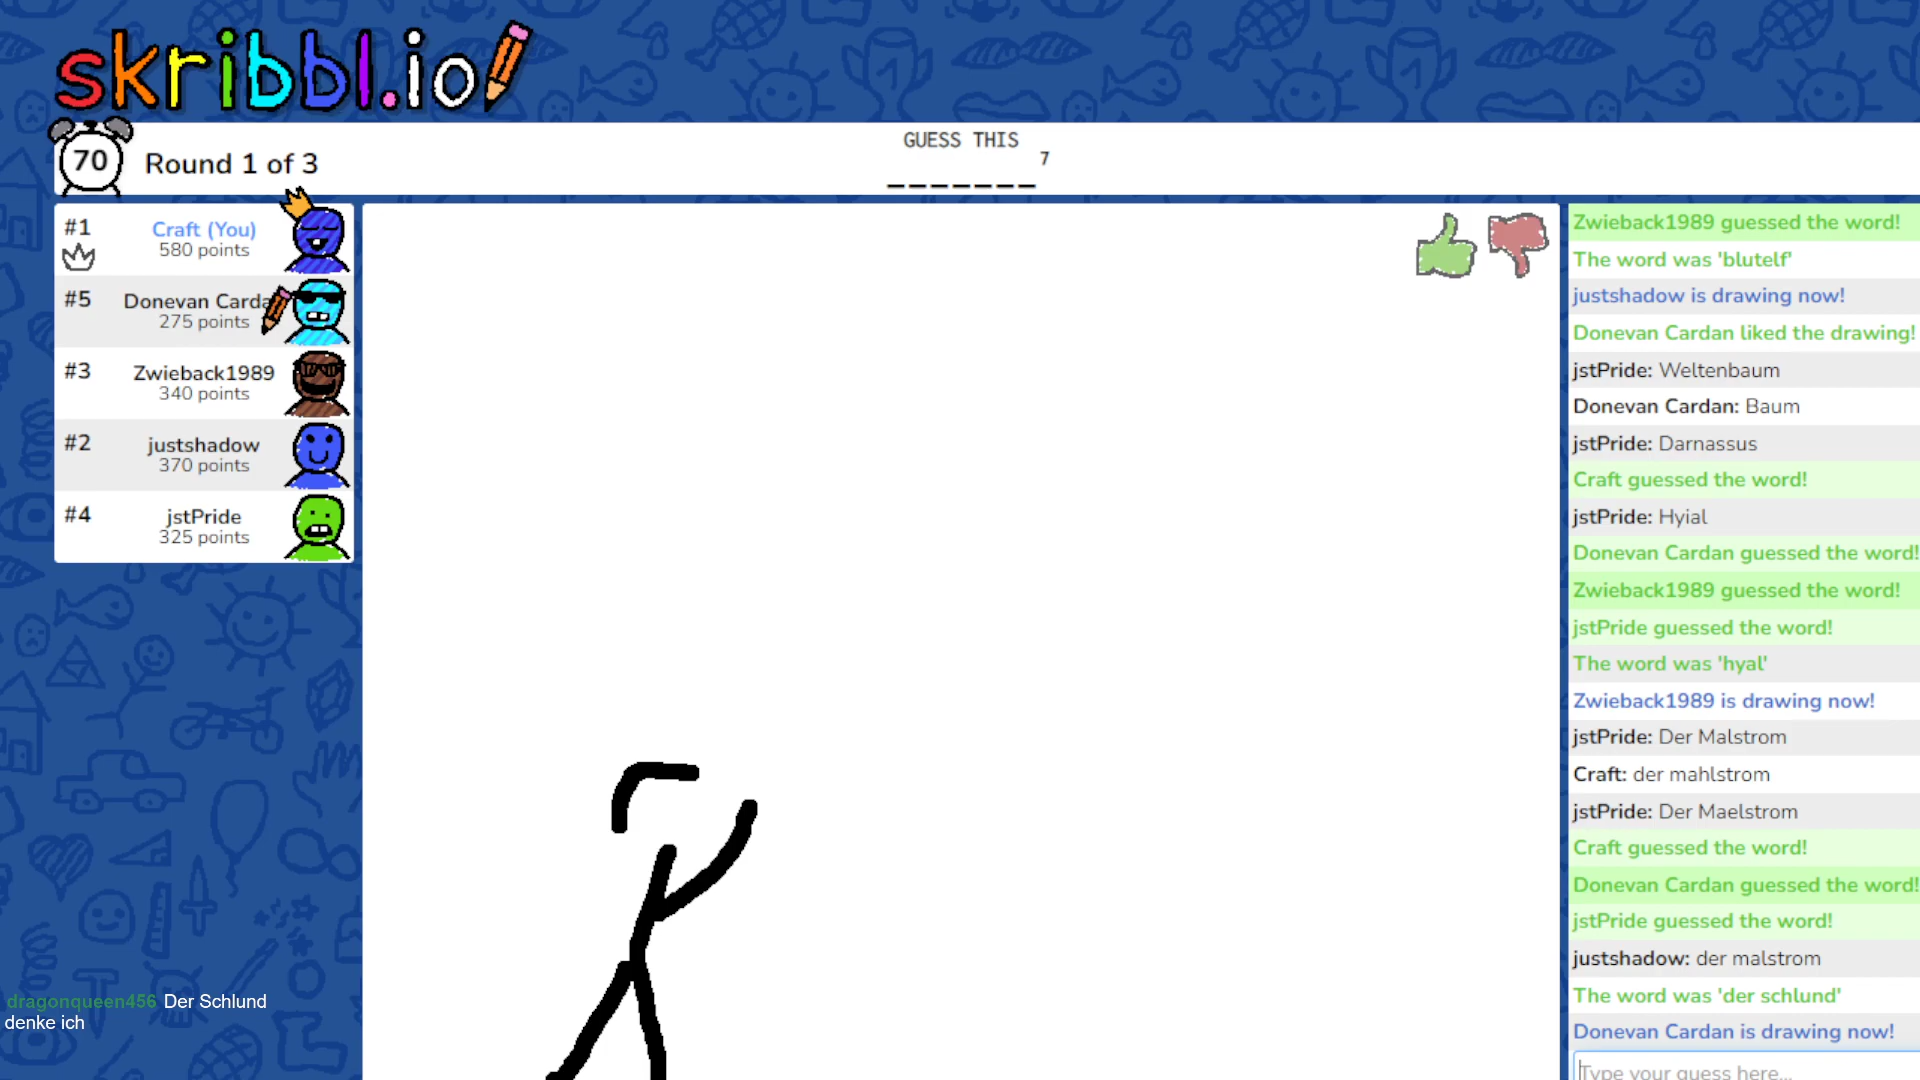 skribbl.io
70
Round 1 of 3
GUESS THIS
_______ 7
#1
Craft (You)
580 points
#5
Donevan Carda
275 points
#3
Zwieback1989
340 points
#2
justshadow
370 points
#4
jstPride
325 points
Zwieback1989 guessed the word!
The word was 'blutelf'
justshadow is drawing now!
Donevan Cardan liked the drawing!
jstPride: Weltenbaum
Donevan Cardan: Baum
jstPride: Darnassus
Craft guessed the word!
jstPride: Hyial
Donevan Cardan guessed the word!
Zwieback1989 guessed the word!
jstPride guessed the word!
The word was 'hyal'
Zwieback1989 is drawing now!
jstPride: Der Malstrom
Craft: der mahlstrom
jstPride: Der Maelstrom
Craft guessed the word!
Donevan Cardan guessed the word!
jstPride guessed the word!
justshadow: der malstrom
The word was 'der schlund'
Donevan Cardan is drawing now!
Type your guess here...
dragonqueen456 Der Schlund
denke ich